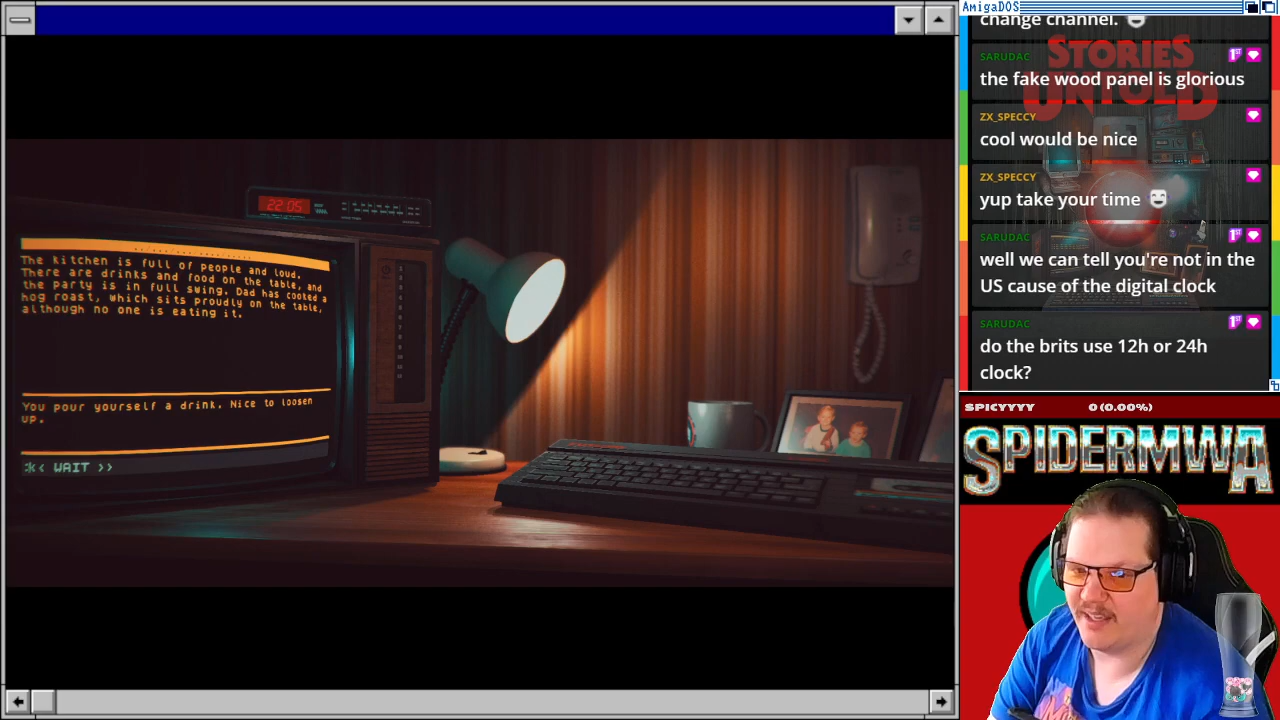 22:05
The kitchen is full of people and loud.
There are drinks and food on the table, and
the party is in full swing. Dad has cooked a
hog roast, which sits proudly on the table,
although no one is eating it.
You pour yourself a drink. Nice to loosen
up.
<< WAIT >>
AmigaDOS
change channel.
STORIES
UNTOLD
SARUDAC
the fake wood panel is glorious
ZX_SPECCY
cool would be nice
ZX_SPECCY
yup take your time
SARUDAC
well we can tell you're not in the
US cause of the digital clock
SARUDAC
do the brits use 12h or 24h
clock?
SPICYYYY 0 (0.00%)
SPIDERMWA